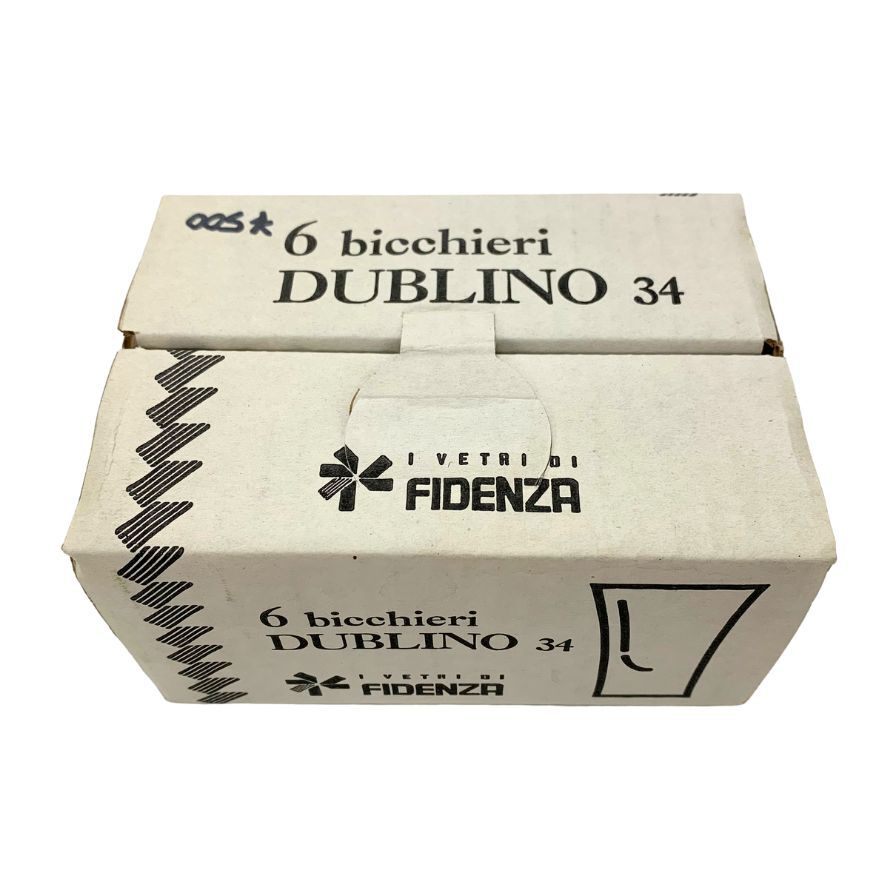 005*
6 bicchieri
DUBLINO 34
I VETRI DI
FIDENZA
6 bicchieri
DUBLINO 34
I VETRI DI
FIDENZA